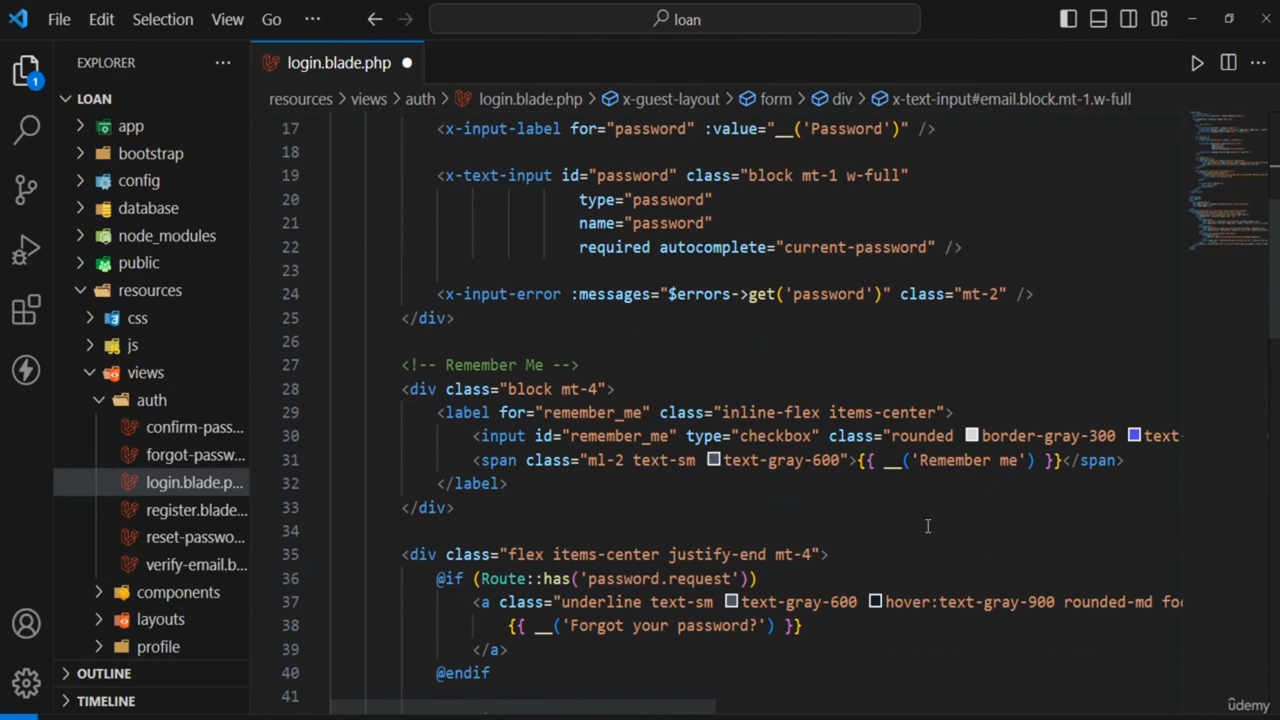 File Edit Selection View Go ··· loan
EXPLORER ···
login.blade.php
1
LOAN
resources > views > auth > login.blade.php > x-guest-layout > form > div > x-text-input#email.block.mt-1.w-full
app
bootstrap
config
database
node_modules
public
resources
css
js
views
auth
confirm-pass...
forgot-passw...
login.blade.p...
register.blade...
reset-passwo...
verify-email.b...
components
layouts
profile
OUTLINE
TIMELINE
17 <x-input-label for="password" :value="__('Password')" />
18
19 <x-text-input id="password" class="block mt-1 w-full"
20 type="password"
21 name="password"
22 required autocomplete="current-password" />
23
24 <x-input-error :messages="$errors->get('password')" class="mt-2" />
25 </div>
26
27 <!-- Remember Me -->
28 <div class="block mt-4">
29 <label for="remember_me" class="inline-flex items-center">
30 <input id="remember_me" type="checkbox" class="rounded border-gray-300 text-
31 <span class="ml-2 text-sm text-gray-600">{{ __('Remember me') }}</span>
32 </label>
33 </div>
34
35 <div class="flex items-center justify-end mt-4">
36 @if (Route::has('password.request'))
37 <a class="underline text-sm text-gray-600 hover:text-gray-900 rounded-md foc
38 {{ __('Forgot your password?') }}
39 </a>
40 @endif
41
ûdemy